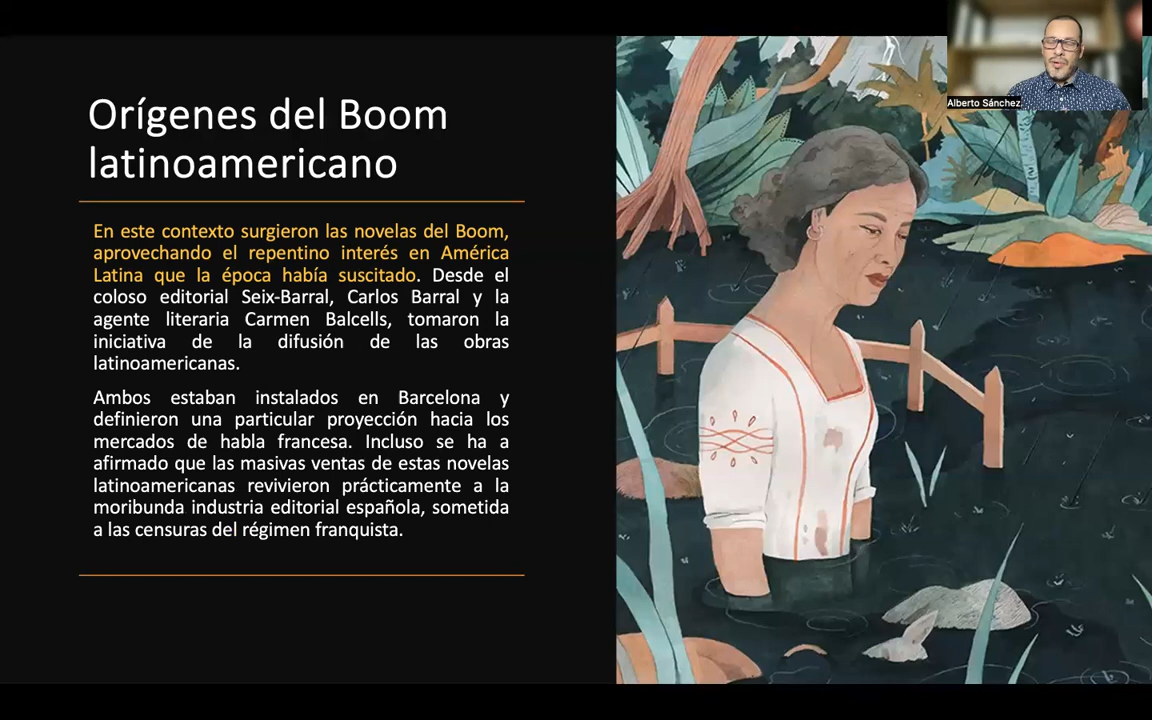 Orígenes del Boom
latinoamericano
En este contexto surgieron las novelas del Boom,
aprovechando el repentino interés en América
Latina que la época había suscitado. Desde el
coloso editorial Seix-Barral, Carlos Barral y la
agente literaria Carmen Balcells, tomaron la
iniciativa de la difusión de las obras
latinoamericanas.
Ambos estaban instalados en Barcelona y
definieron una particular proyección hacia los
mercados de habla francesa. Incluso se ha a
afirmado que las masivas ventas de estas novelas
latinoamericanas revivieron prácticamente a la
moribunda industria editorial española, sometida
a las censuras del régimen franquista.
Alberto Sánchez